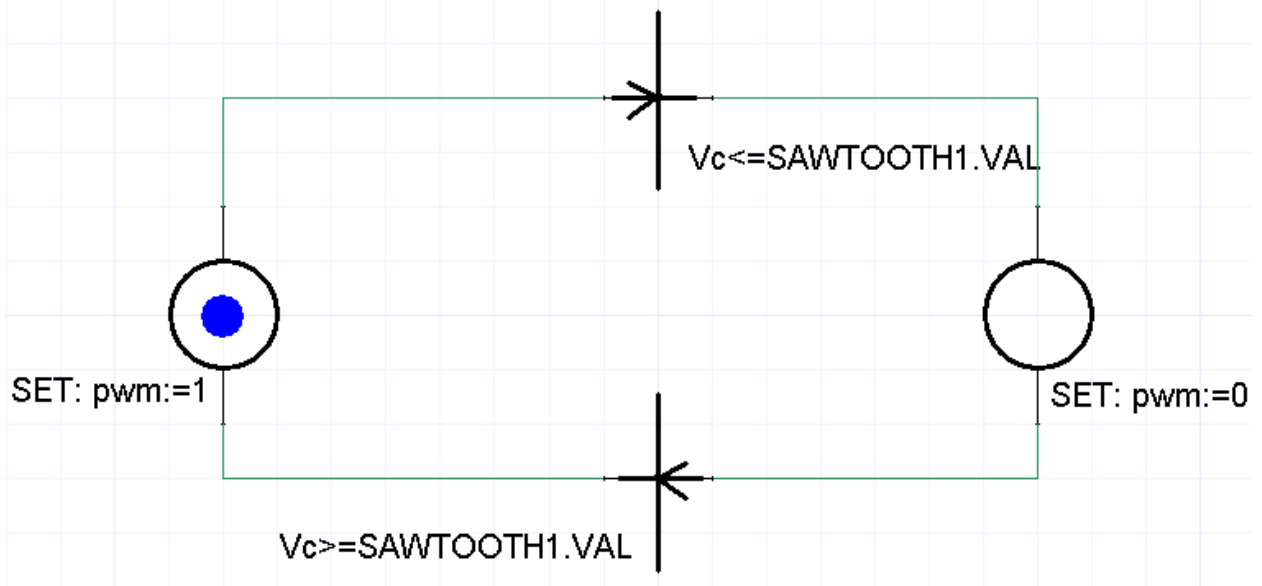 Vc<=SAWTOOTH1.VAL
SET: pwm:=1
SET: pwm:=0
Vc>=SAWTOOTH1.VAL